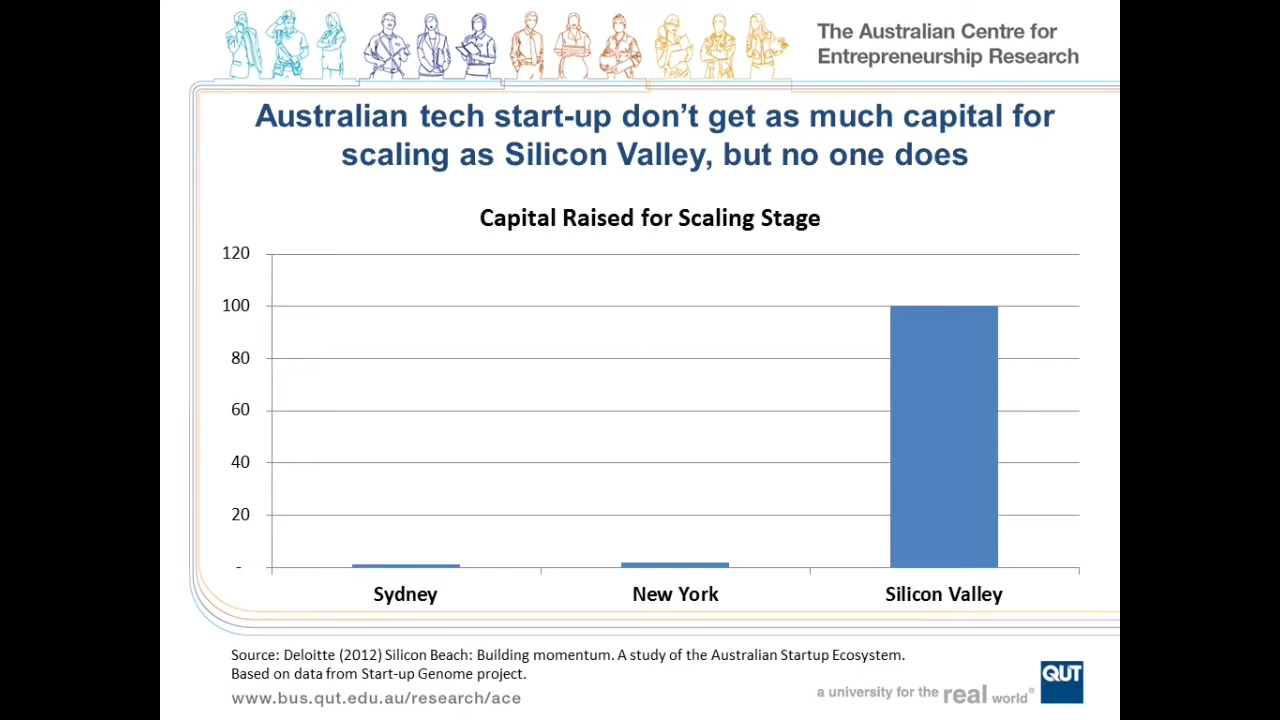 The Australian Centre for
Entrepreneurship Research
Australian tech start-up don't get as much capital for
scaling as Silicon Valley, but no one does
Capital Raised for Scaling Stage
120
100
80
60
40
20
-
Sydney New York Silicon Valley
Source: Deloitte (2012) Silicon Beach: Building momentum. A study of the Australian Startup Ecosystem.
Based on data from Start-up Genome project.
www.bus.qut.edu.au/research/ace
a university for the real world®
QUT